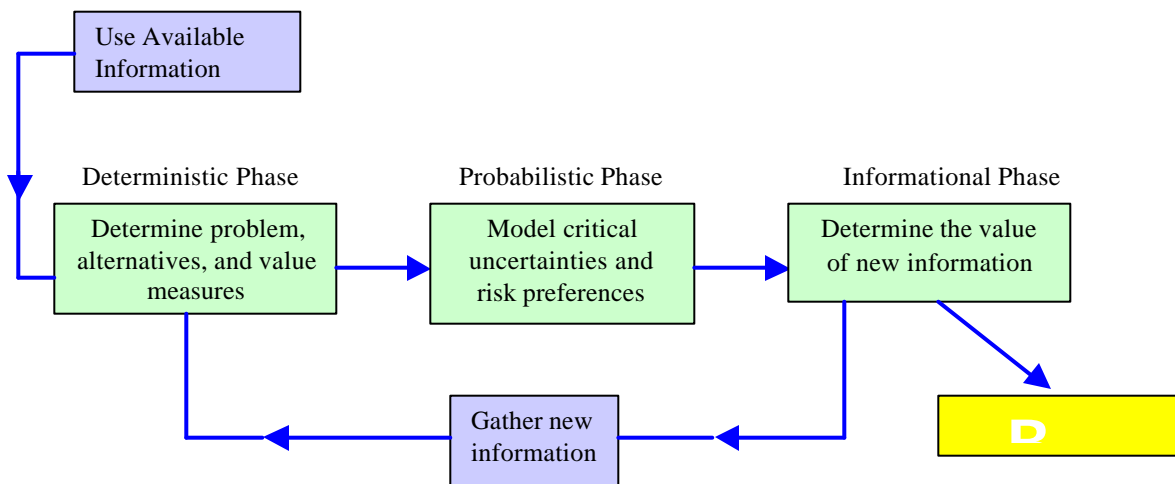 Use Available
Information
Deterministic Phase
Probabilistic Phase
Informational Phase
Determine problem,
alternatives, and value
measures
Model critical
uncertainties and
risk preferences
Determine the value
of new information
Gather new
information
D